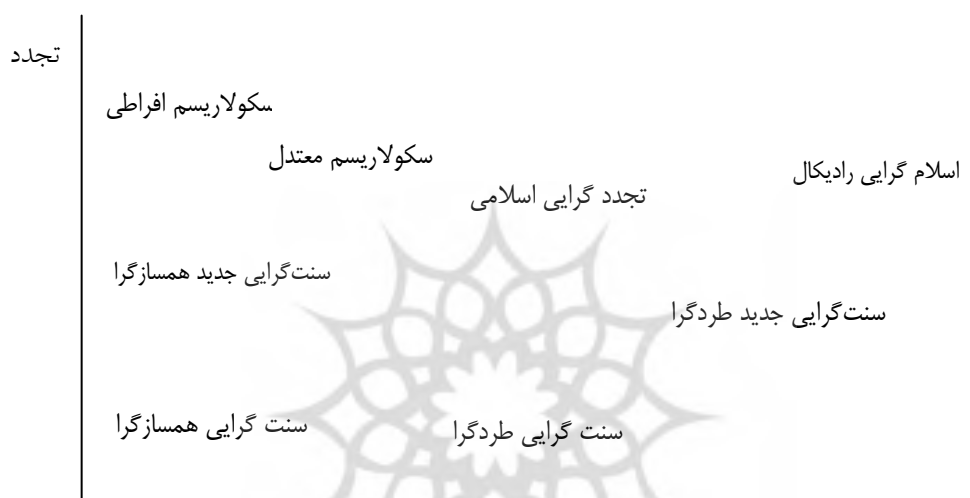 تجدد
سکولاریسم افراطی
سکولاریسم معتدل
اسلام گرایی رادیکال
تجدد گرایی اسلامی
سنت‌گرایی جدید همسازگرا
سنت‌گرایی جدید طردگرا
سنت گرایی همسازگرا
سنت گرایی طردگرا